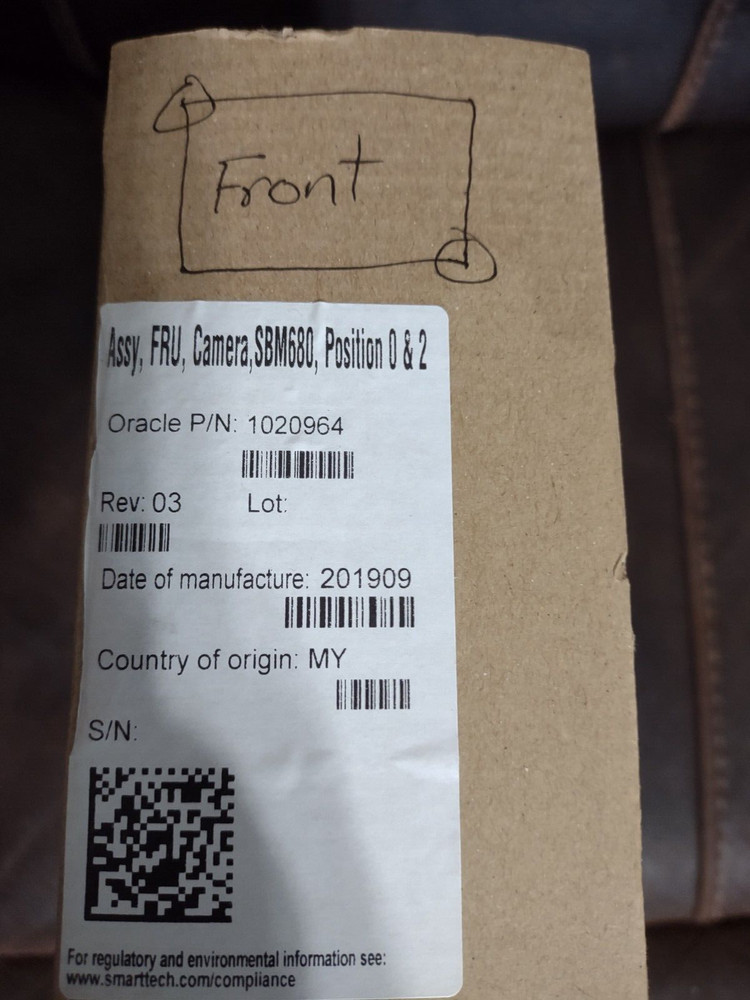 Front
Assy, FRU, Camera,SBM680, Position 0 & 2
Oracle P/N: 1020964
Rev: 03 Lot:
Date of manufacture: 201909
Country of origin: MY
S/N:
For regulatory and environmental information see:
www.smarttech.com/compliance